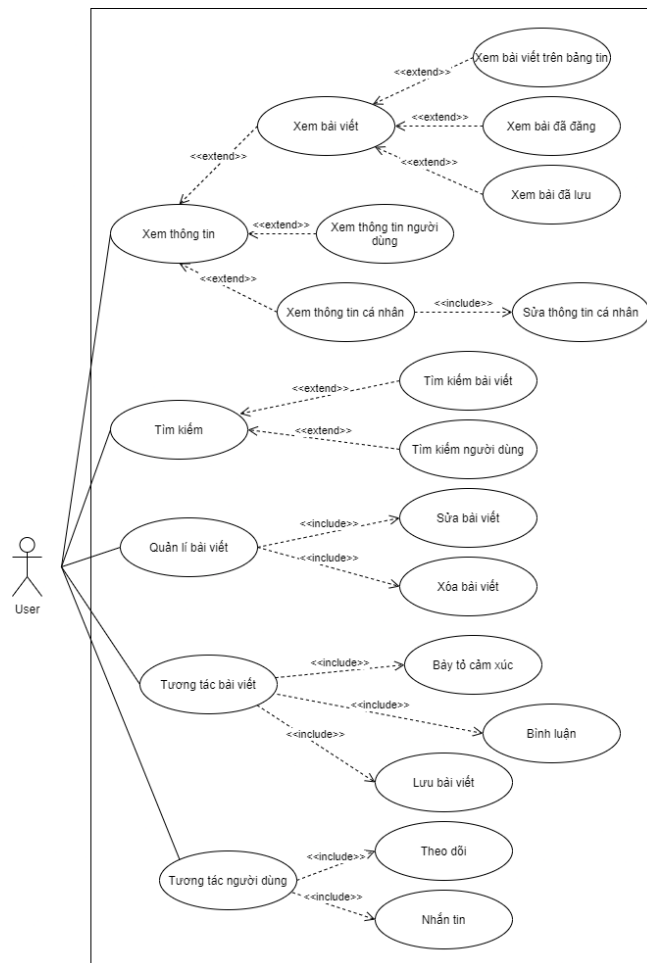 Xem bài viết trên bảng tin
<<extend>>
Xem bài viết
<<extend>>
Xem bài đã đăng
<<extend>>
<<extend>>
Xem bài đã lưu
Xem thông tin
<<extend>>
Xem thông tin người
dùng
<<extend>>
Xem thông tin cá nhân
<<include>>
Sửa thông tin cá nhân
Tìm kiếm bài viết
<<extend>>
Tìm kiếm
<<extend>>
Tìm kiếm người dùng
Sửa bài viết
<<include>>
Quản lí bài viết
<<include>>
Xóa bài viết
User
Bày tỏ cảm xúc
<<include>>
Tương tác bài viết
<<include>>
Bình luận
<<include>>
Lưu bài viết
Theo dõi
<<include>>
Tương tác người dùng
<<include>>
Nhắn tin